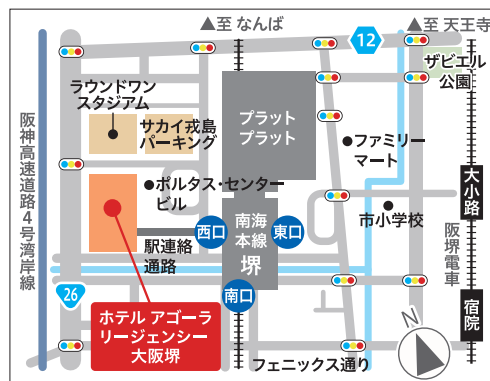 ▲至 なんば
▲至 天王寺
12
ザビエル
公園
ラウンドワン
スタジアム
サカイ戎島
パーキング
プラット
プラット
●ファミリー
マート
阪神高速道路4号湾岸線
●ポルタス・センター
ビル
市小学校
大小路
阪堺電車
西口
南海
本線
堺
東口
駅連絡
通路
26
南口
宿院
ホテル アゴーラ
リージェンシー
大阪堺
フェニックス通り
N